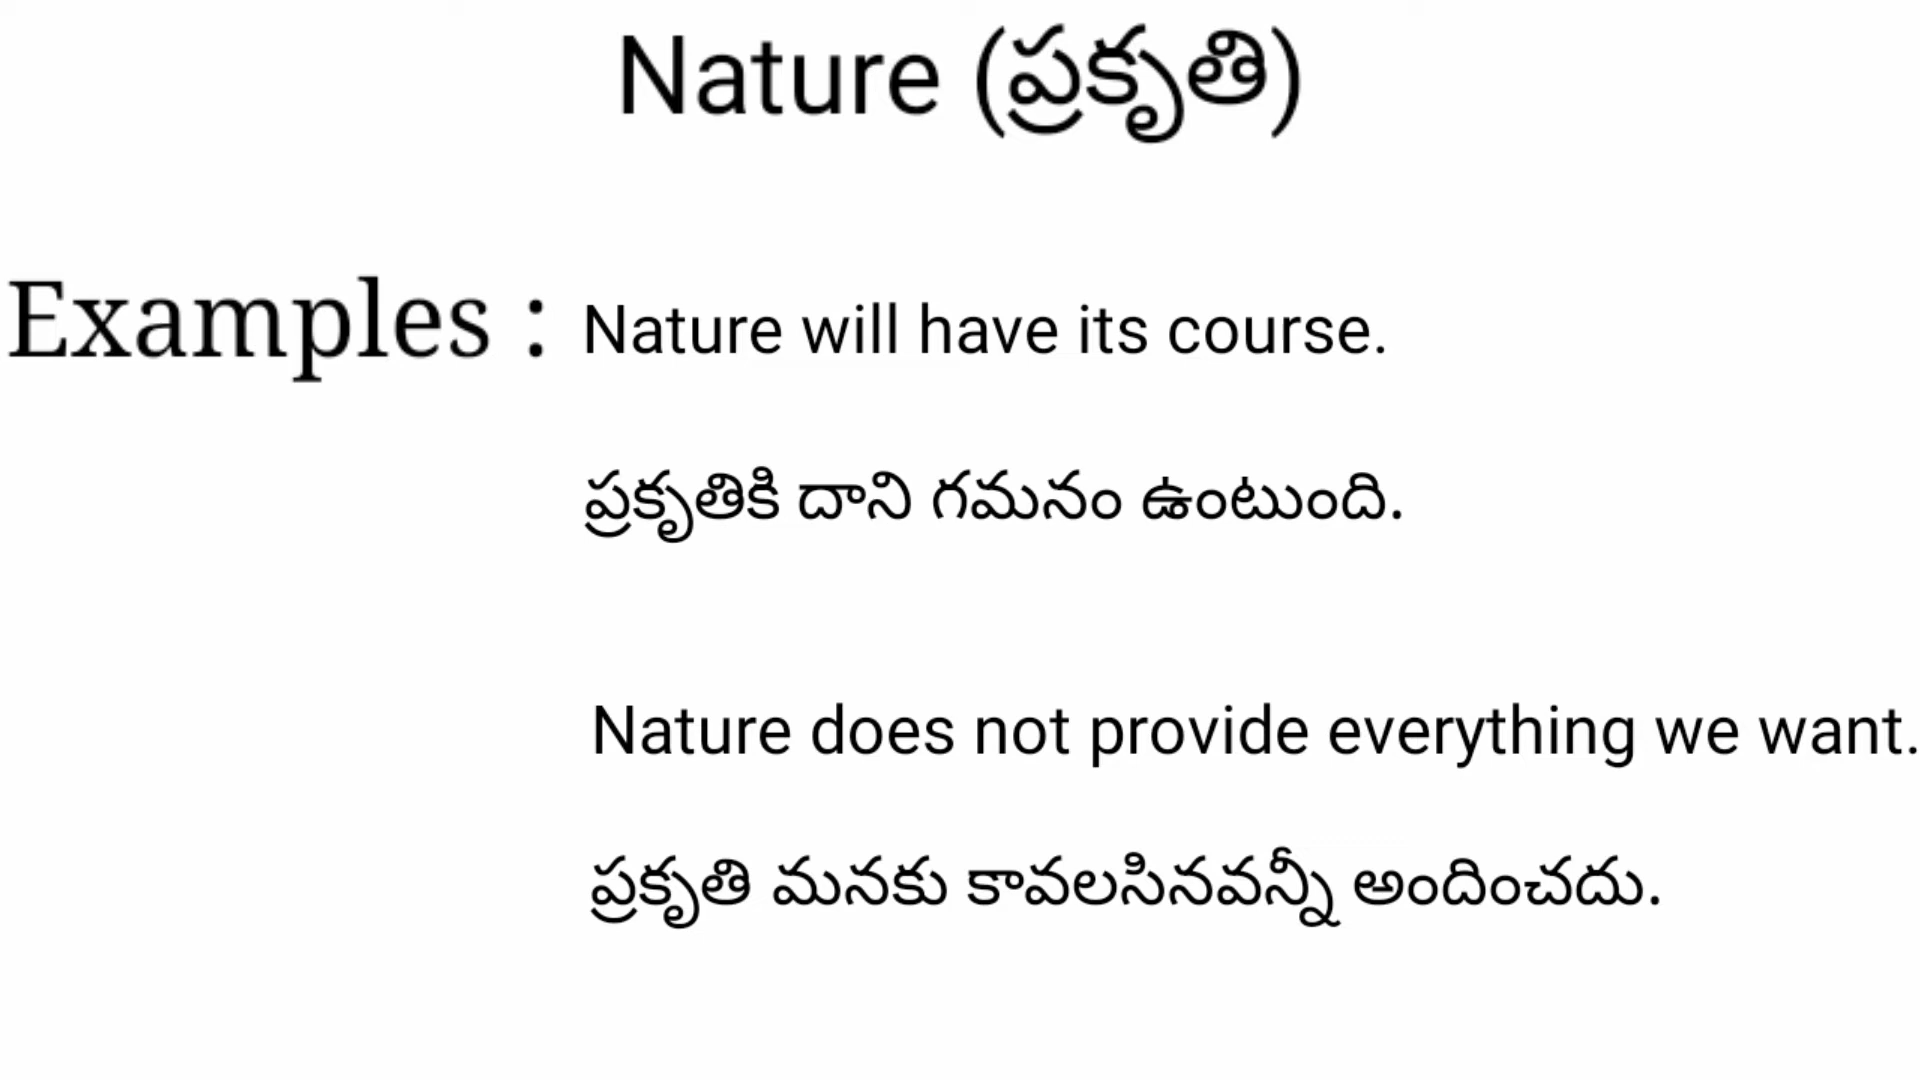 Nature (ప్రకృతి)
Examples : Nature will have its course.
ప్రకృతికి దాని గమనం ఉంటుంది.
Nature does not provide everything we want.
ప్రకృతి మనకు కావలసినవన్నీ అందించదు.